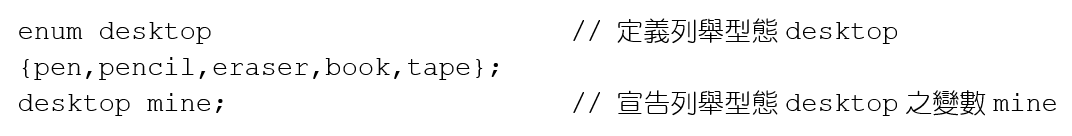 enum desktop // 定義列舉型態 desktop
{pen,pencil,eraser,book,tape};
desktop mine; // 宣告列舉型態 desktop 之變數 mine